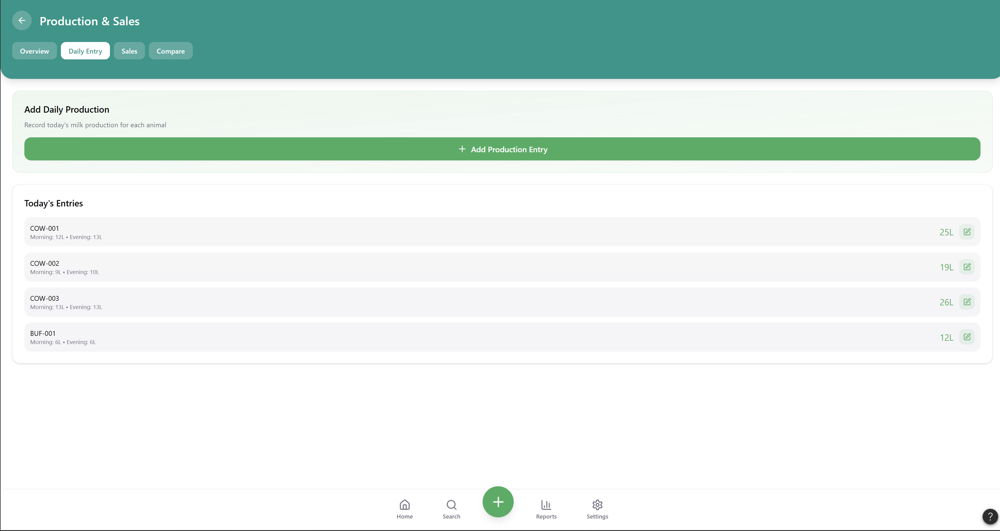 Production & Sales
Overview
Daily Entry
Sales
Compare
Add Daily Production
Record today's milk production for each animal
Add Production Entry
Today's Entries
COW-001
Morning: 12L • Evening: 13L
25L
COW-002
Morning: 9L • Evening: 10L
19L
COW-003
Morning: 13L • Evening: 13L
26L
BUF-001
Morning: 6L • Evening: 6L
12L
Home
Search
Reports
Settings
?